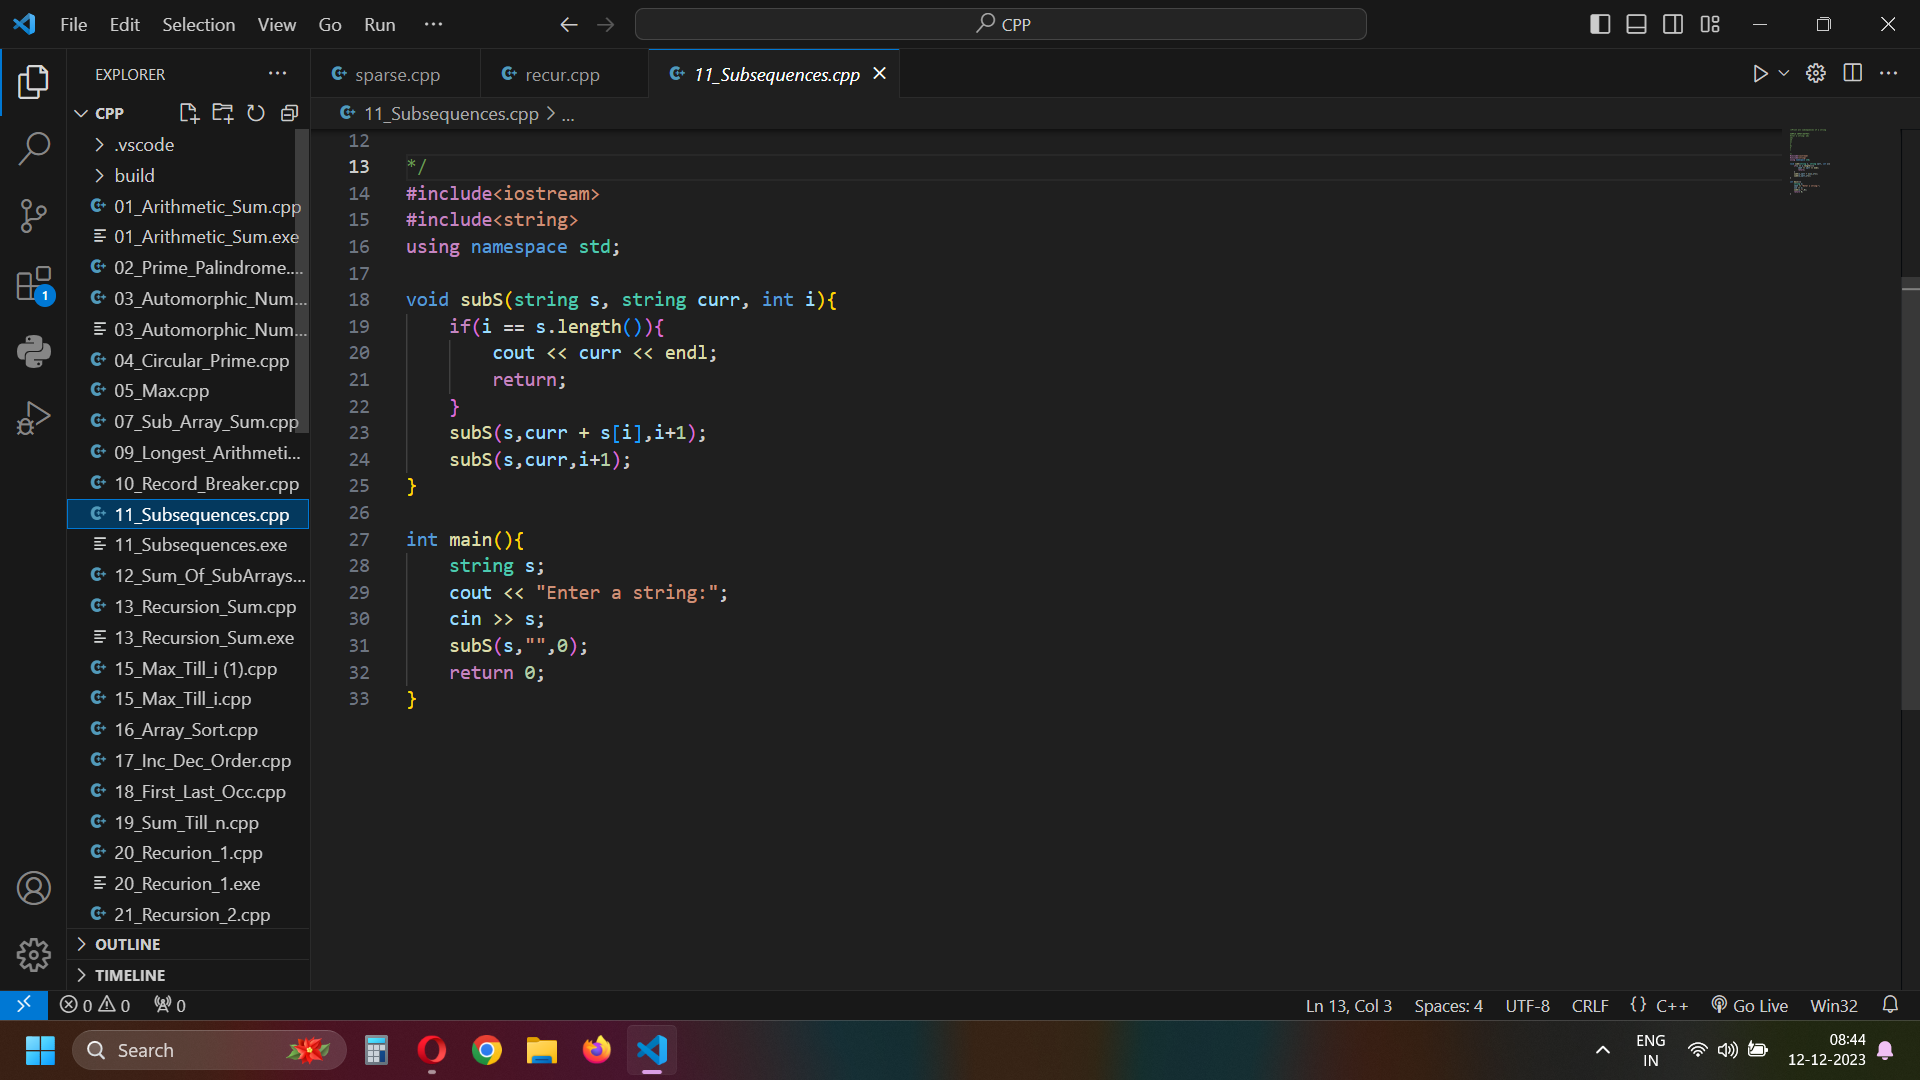 File Edit Selection View Go Run ...
CPP
EXPLORER ...
sparse.cpp
recur.cpp
11_Subsequences.cpp
CPP
11_Subsequences.cpp > ...
.vscode
build
01_Arithmetic_Sum.cpp
01_Arithmetic_Sum.exe
02_Prime_Palindrome....
03_Automorphic_Num...
03_Automorphic_Num...
04_Circular_Prime.cpp
05_Max.cpp
07_Sub_Array_Sum.cpp
09_Longest_Arithmeti...
10_Record_Breaker.cpp
11_Subsequences.cpp
11_Subsequences.exe
12_Sum_Of_SubArrays...
13_Recursion_Sum.cpp
13_Recursion_Sum.exe
15_Max_Till_i (1).cpp
15_Max_Till_i.cpp
16_Array_Sort.cpp
17_Inc_Dec_Order.cpp
18_First_Last_Occ.cpp
19_Sum_Till_n.cpp
20_Recurion_1.cpp
20_Recurion_1.exe
21_Recursion_2.cpp
OUTLINE
TIMELINE
1
12
13 */
14 #include<iostream>
15 #include<string>
16 using namespace std;
17
18 void subS(string s, string curr, int i){
19     if(i == s.length()){
20         cout << curr << endl;
21         return;
22     }
23     subS(s,curr + s[i],i+1);
24     subS(s,curr,i+1);
25 }
26
27 int main(){
28     string s;
29     cout << "Enter a string:";
30     cin >> s;
31     subS(s,"",0);
32     return 0;
33 }
0 0 0
Ln 13, Col 3 Spaces: 4 UTF-8 CRLF {} C++ Go Live Win32
Search
ENG
IN
08:44
12-12-2023